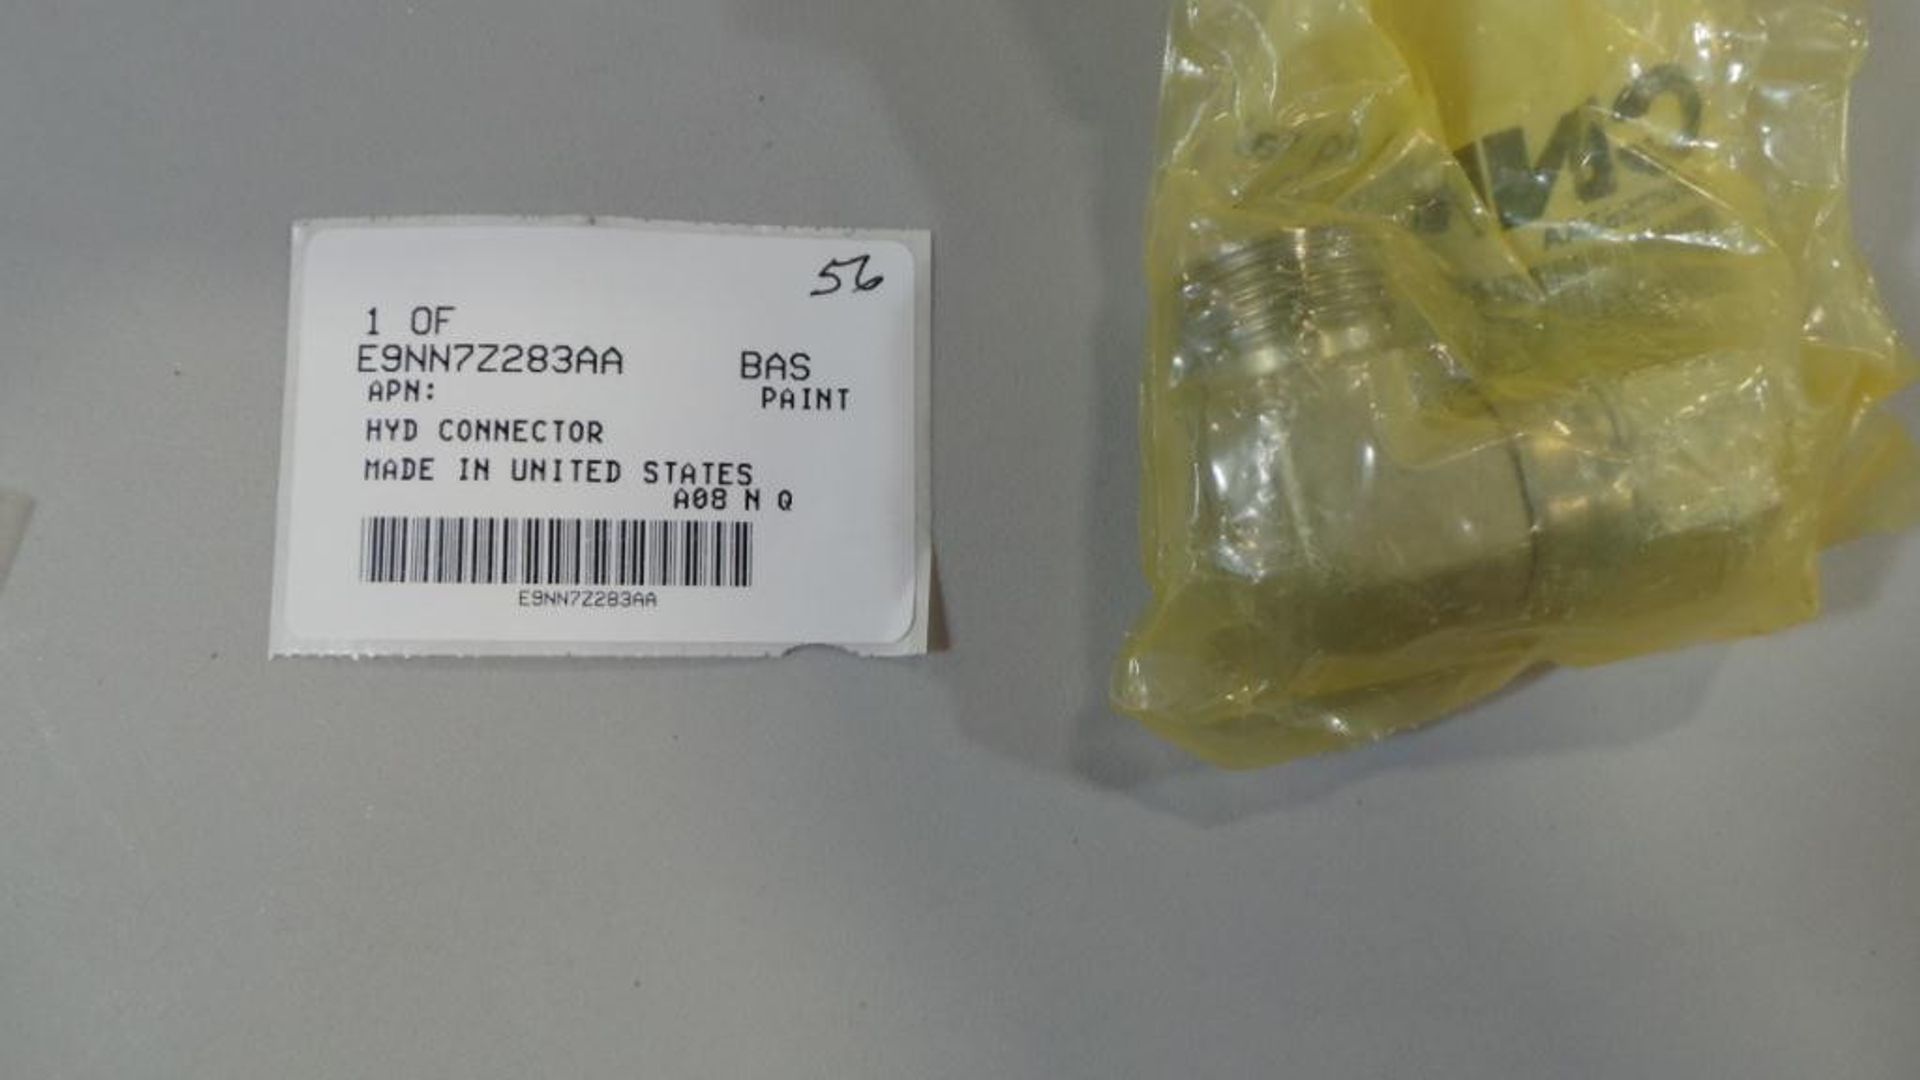 56
1 OF
E9NN7Z283AA BAS
APN: PAINT
HYD CONNECTOR
MADE IN UNITED STATES
A08 N Q
E9NN7Z283AA